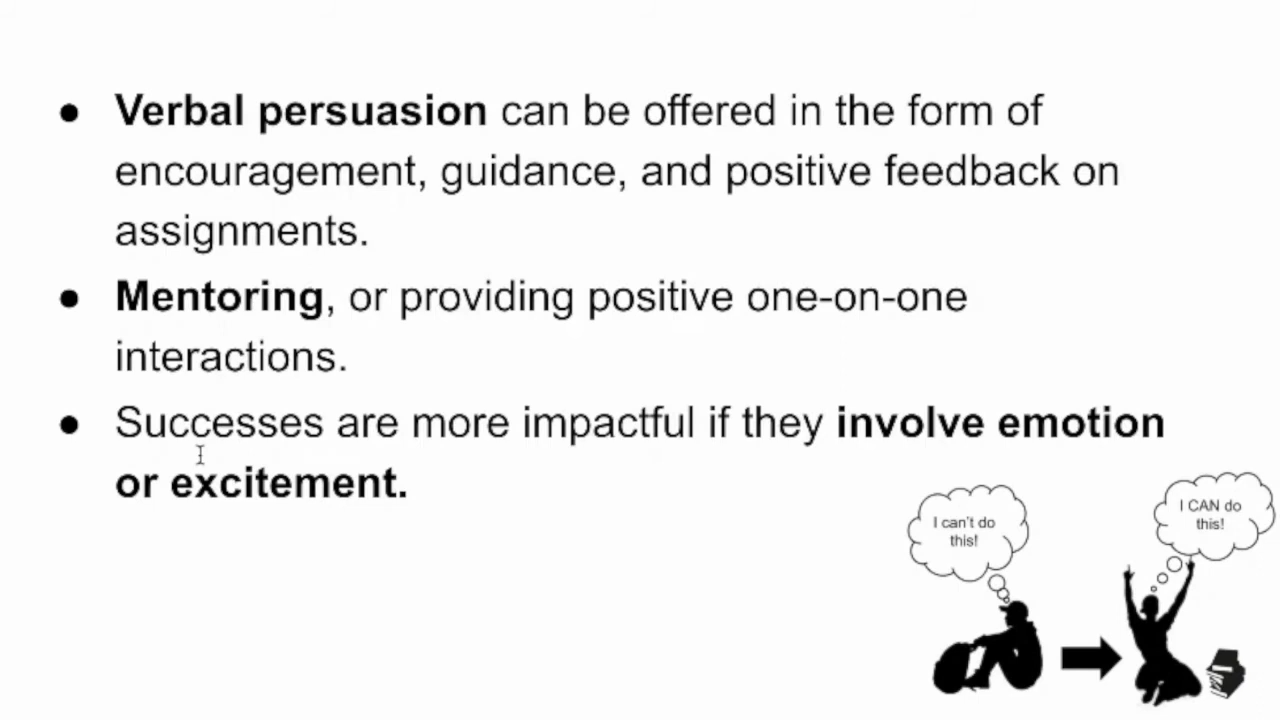 ● Verbal persuasion can be offered in the form of
encouragement, guidance, and positive feedback on
assignments.
● Mentoring, or providing positive one-on-one
interactions.
● Successes are more impactful if they involve emotion
or excitement.
I can't do
this!
I CAN do
this!